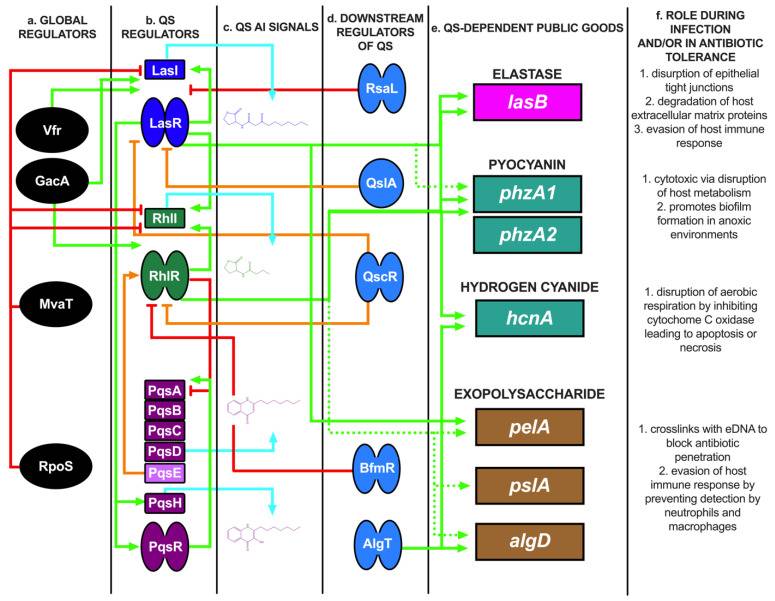 a. GLOBAL
REGULATORS
b. QS
REGULATORS
c. QS AI SIGNALS
d. DOWNSTREAM
REGULATORS
OF QS
e. QS-DEPENDENT PUBLIC GOODS
f. ROLE DURING
INFECTION
AND/OR IN ANTIBIOTIC
TOLERANCE
Vfr
GacA
MvaT
RpoS
LasI
LasR
RhlI
RhlR
PqsA
PqsB
PqsC
PqsD
PqsE
PqsH
PqsR
RsaL
QslA
QscR
BfmR
AlgT
ELASTASE
lasB
PYOCYANIN
phzA1
phzA2
HYDROGEN CYANIDE
hcnA
EXOPOLYSACCHARIDE
pelA
pslA
algD
1. disruption of epithelial
tight junctions
2. degradation of host
extracellular matrix proteins
3. evasion of host immune
response
1. cytotoxic via disruption
of host metabolism
2. promotes biofilm
formation in anoxic
environments
1. disruption of aerobic
respiration by inhibiting
cytochome C oxidase
leading to apoptosis or
necrosis
1. crosslinks with eDNA to
block antibiotic
penetration
2. evasion of host
immune response by
preventing detection by
neutrophils and
macrophages